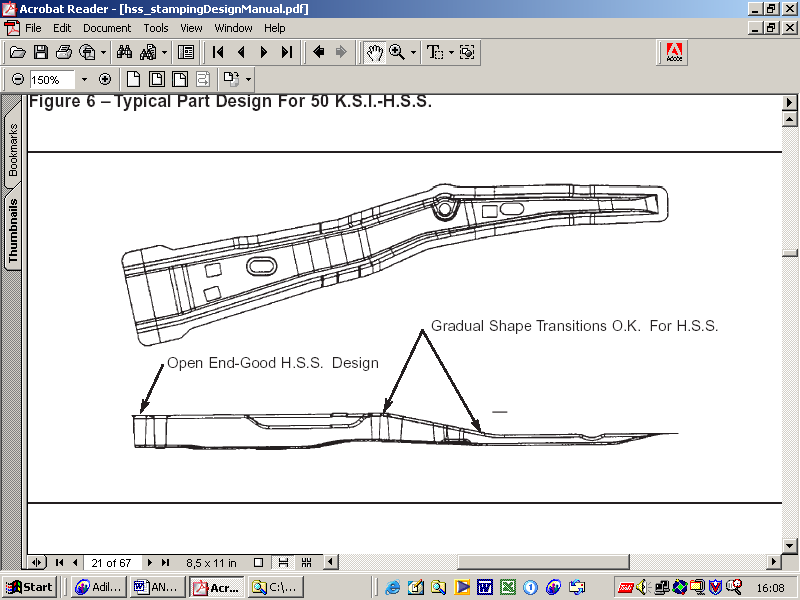 Acrobat Reader - [hss_stampingDesignManual.pdf]
File Edit Document Tools View Window Help
Adobe
150%
Bookmarks
Thumbnails
Figure 6 – Typical Part Design For 50 K.S.I.-H.S.S.
Gradual Shape Transitions O.K. For H.S.S.
Open End-Good H.S.S. Design
21 of 67
8,5 x 11 in
Start
Adil...
AN...
Acr...
C:\...
16:08